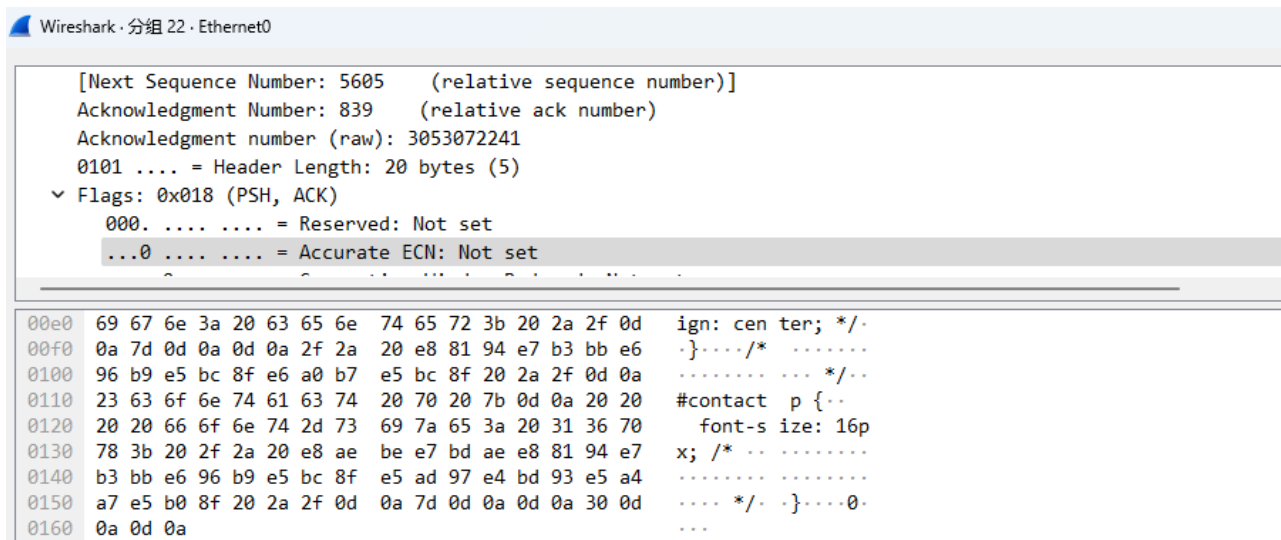 Wireshark · 分组 22 · Ethernet0
[Next Sequence Number: 5605    (relative sequence number)]
Acknowledgment Number: 839    (relative ack number)
Acknowledgment number (raw): 3053072241
0101 .... = Header Length: 20 bytes (5)
Flags: 0x018 (PSH, ACK)
000. .... .... = Reserved: Not set
...0 .... .... = Accurate ECN: Not set
00e0  69 67 6e 3a 20 63 65 6e  74 65 72 3b 20 2a 2f 0d   ign: cen ter; */·
00f0  0a 7d 0d 0a 0d 0a 2f 2a  20 e8 81 94 e7 b3 bb e6   ·}····/*  ·······
0100  96 b9 e5 bc 8f e6 a0 b7  e5 bc 8f 20 2a 2f 0d 0a   ········ ··· */··
0110  23 63 6f 6e 74 61 63 74  20 70 20 7b 0d 0a 20 20   #contact  p {··
0120  20 20 66 6f 6e 74 2d 73  69 7a 65 3a 20 31 36 70     font-s ize: 16p
0130  78 3b 20 2f 2a 20 e8 ae  be e7 bd ae e8 81 94 e7   x; /* ·· ········
0140  b3 bb e6 96 b9 e5 bc 8f  e5 ad 97 e4 bd 93 e5 a4   ········ ········
0150  a7 e5 b0 8f 20 2a 2f 0d  0a 7d 0d 0a 0d 0a 30 0d   ···· */· ·}····0·
0160  0a 0d 0a   ···